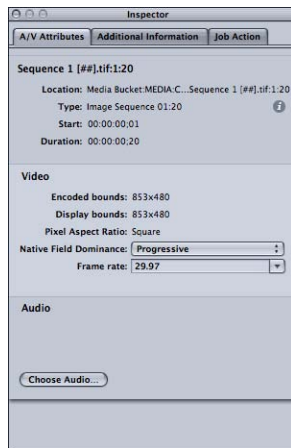 Inspector
A/V Attributes Additional Information Job Action
Sequence 1 [##].tif:1:20
Location: Media Bucket:MEDIA:C...Sequence 1 [##].tif:1:20
Type: Image Sequence 01:20
Start: 00:00:00;01
Duration: 00:00:00;20
Video
Encoded bounds: 853x480
Display bounds: 853x480
Pixel Aspect Ratio: Square
Native Field Dominance: Progressive
Frame rate: 29.97
Audio
Choose Audio...